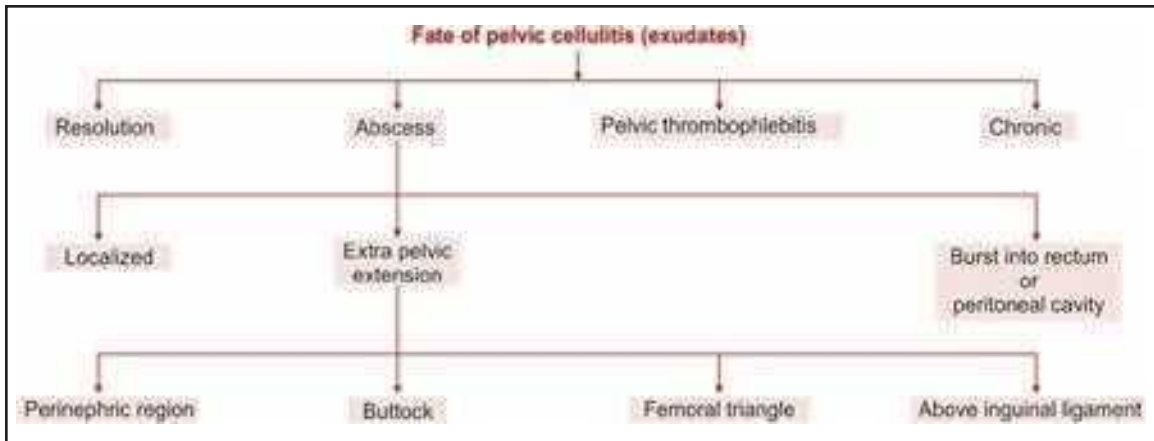 Fate of pelvic cellulitis (exudates)
Resolution
Abscess
Pelvic thrombophlebitis
Chronic
Localized
Extra pelvic
extension
Burst into rectum
or
peritoneal cavity
Perinephric region
Buttock
Femoral triangle
Above inguinal ligament